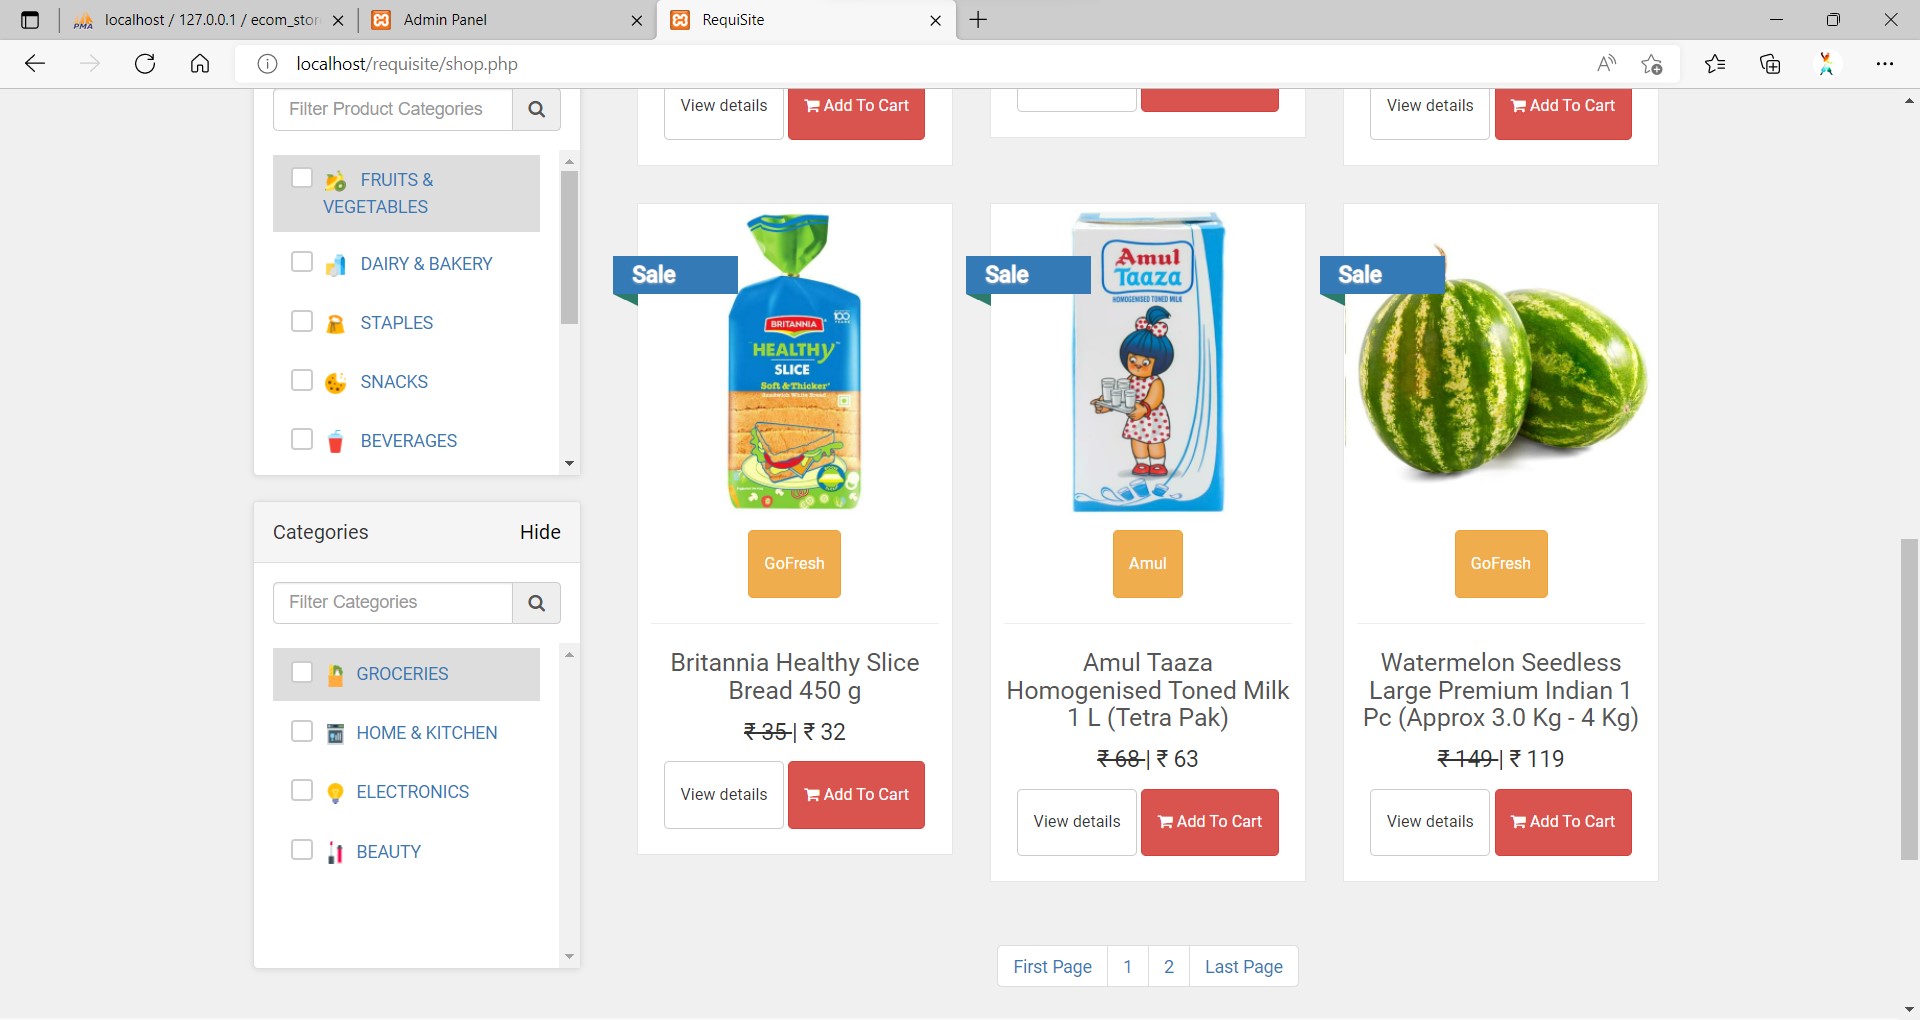 localhost / 127.0.0.1 / ecom_stor
Admin Panel
RequiSite
localhost/requisite/shop.php
Filter Product Categories
FRUITS &
VEGETABLES
DAIRY & BAKERY
STAPLES
SNACKS
BEVERAGES
Categories
Hide
Filter Categories
GROCERIES
HOME & KITCHEN
ELECTRONICS
BEAUTY
View details
Add To Cart
View details
Add To Cart
Sale
BRITANNIA
100
HEALTHY
SLICE
Soft & Thicker
Sandwich White Bread
GoFresh
Britannia Healthy Slice
Bread 450 g
₹ 35 | ₹ 32
View details
Add To Cart
Sale
Amul
Taaza
HOMOGENISED TONED MILK
Amul
Amul Taaza
Homogenised Toned Milk
1 L (Tetra Pak)
₹ 68 | ₹ 63
View details
Add To Cart
Sale
GoFresh
Watermelon Seedless
Large Premium Indian 1
Pc (Approx 3.0 Kg - 4 Kg)
₹ 149 | ₹ 119
View details
Add To Cart
First Page
1
2
Last Page